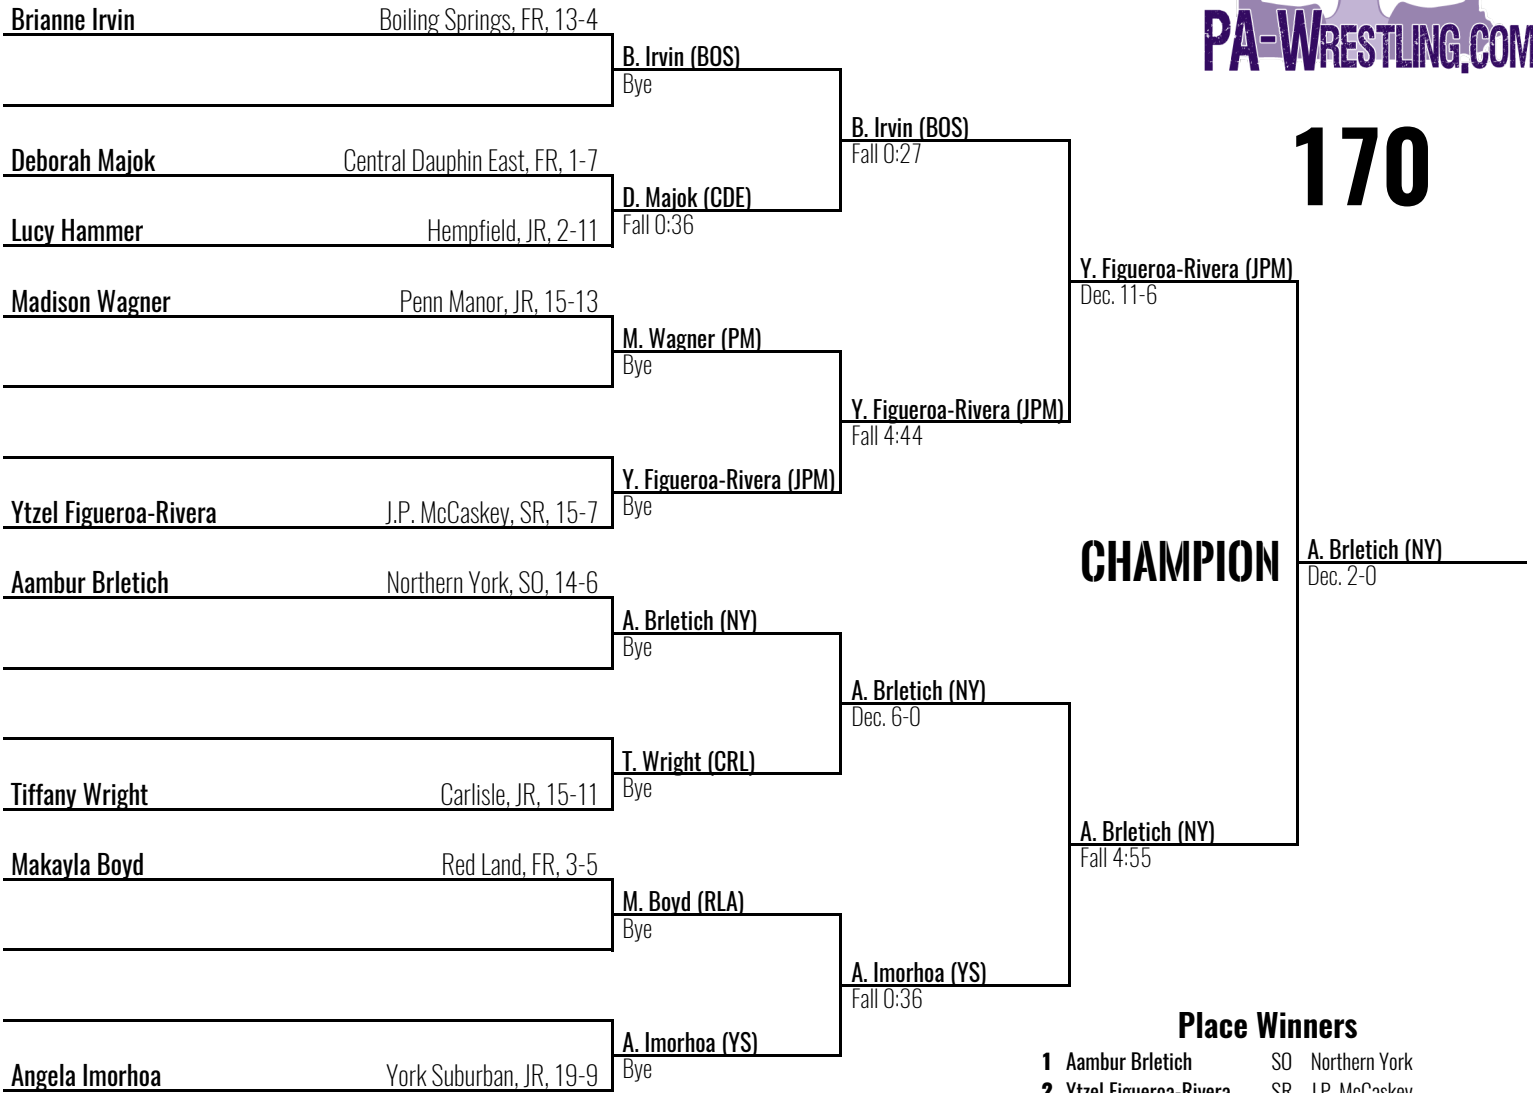 Brianne Irvin Boiling Springs, FR, 13-4
PA-WRESTLING.COM
B. Irvin (BOS)
Bye
B. Irvin (BOS)
Fall 0:27
170
Deborah Majok Central Dauphin East, FR, 1-7
D. Majok (CDE)
Fall 0:36
Lucy Hammer Hempfield, JR, 2-11
Y. Figueroa-Rivera (JPM)
Dec. 11-6
Madison Wagner Penn Manor, JR, 15-13
M. Wagner (PM)
Bye
Y. Figueroa-Rivera (JPM)
Fall 4:44
Y. Figueroa-Rivera (JPM)
Bye
Ytzel Figueroa-Rivera J.P. McCaskey, SR, 15-7
CHAMPION
A. Brletich (NY)
Dec. 2-0
Aambur Brletich Northern York, SO, 14-6
A. Brletich (NY)
Bye
A. Brletich (NY)
Dec. 6-0
T. Wright (CRL)
Bye
Tiffany Wright Carlisle, JR, 15-11
A. Brletich (NY)
Fall 4:55
Makayla Boyd Red Land, FR, 3-5
M. Boyd (RLA)
Bye
A. Imorhoa (YS)
Fall 0:36
A. Imorhoa (YS)
Bye
Angela Imorhoa York Suburban, JR, 19-9
Place Winners
1 Aambur Brletich SO Northern York
2 Ytzel Figueroa-Rivera SR J.P. McCaskey